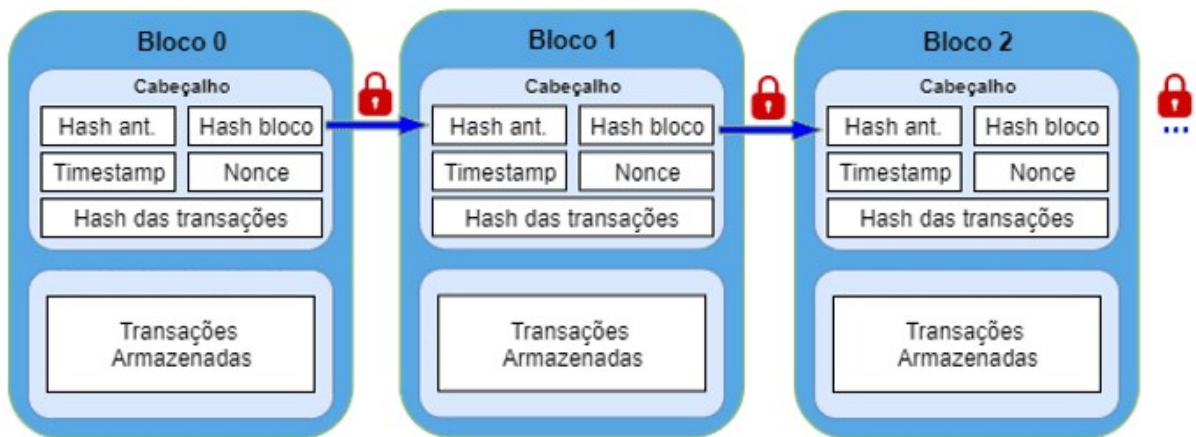 Bloco 0
Cabeçalho
Hash ant.
Hash bloco
Timestamp
Nonce
Hash das transações
Transações
Armazenadas
Bloco 1
Cabeçalho
Hash ant.
Hash bloco
Timestamp
Nonce
Hash das transações
Transações
Armazenadas
Bloco 2
Cabeçalho
Hash ant.
Hash bloco
Timestamp
Nonce
Hash das transações
Transações
Armazenadas
...